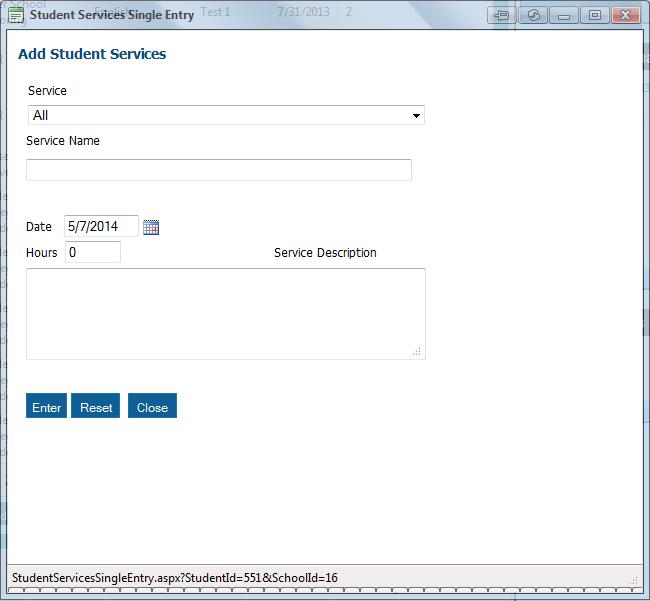 Student Services Single Entry
English Test 1 7/31/2013 2
Add Student Services
Service
All
Service Name
Date 5/7/2014
Hours 0 Service Description
Enter Reset Close
StudentServicesSingleEntry.aspx?StudentId=551&SchoolId=16